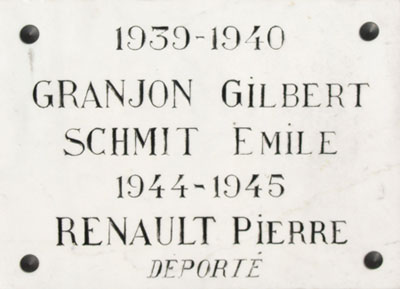 1939-1940
GRANJON GILBERT
SCHMIT EMILE
1944-1945
RENAULT PIERRE
DEPORTÉ